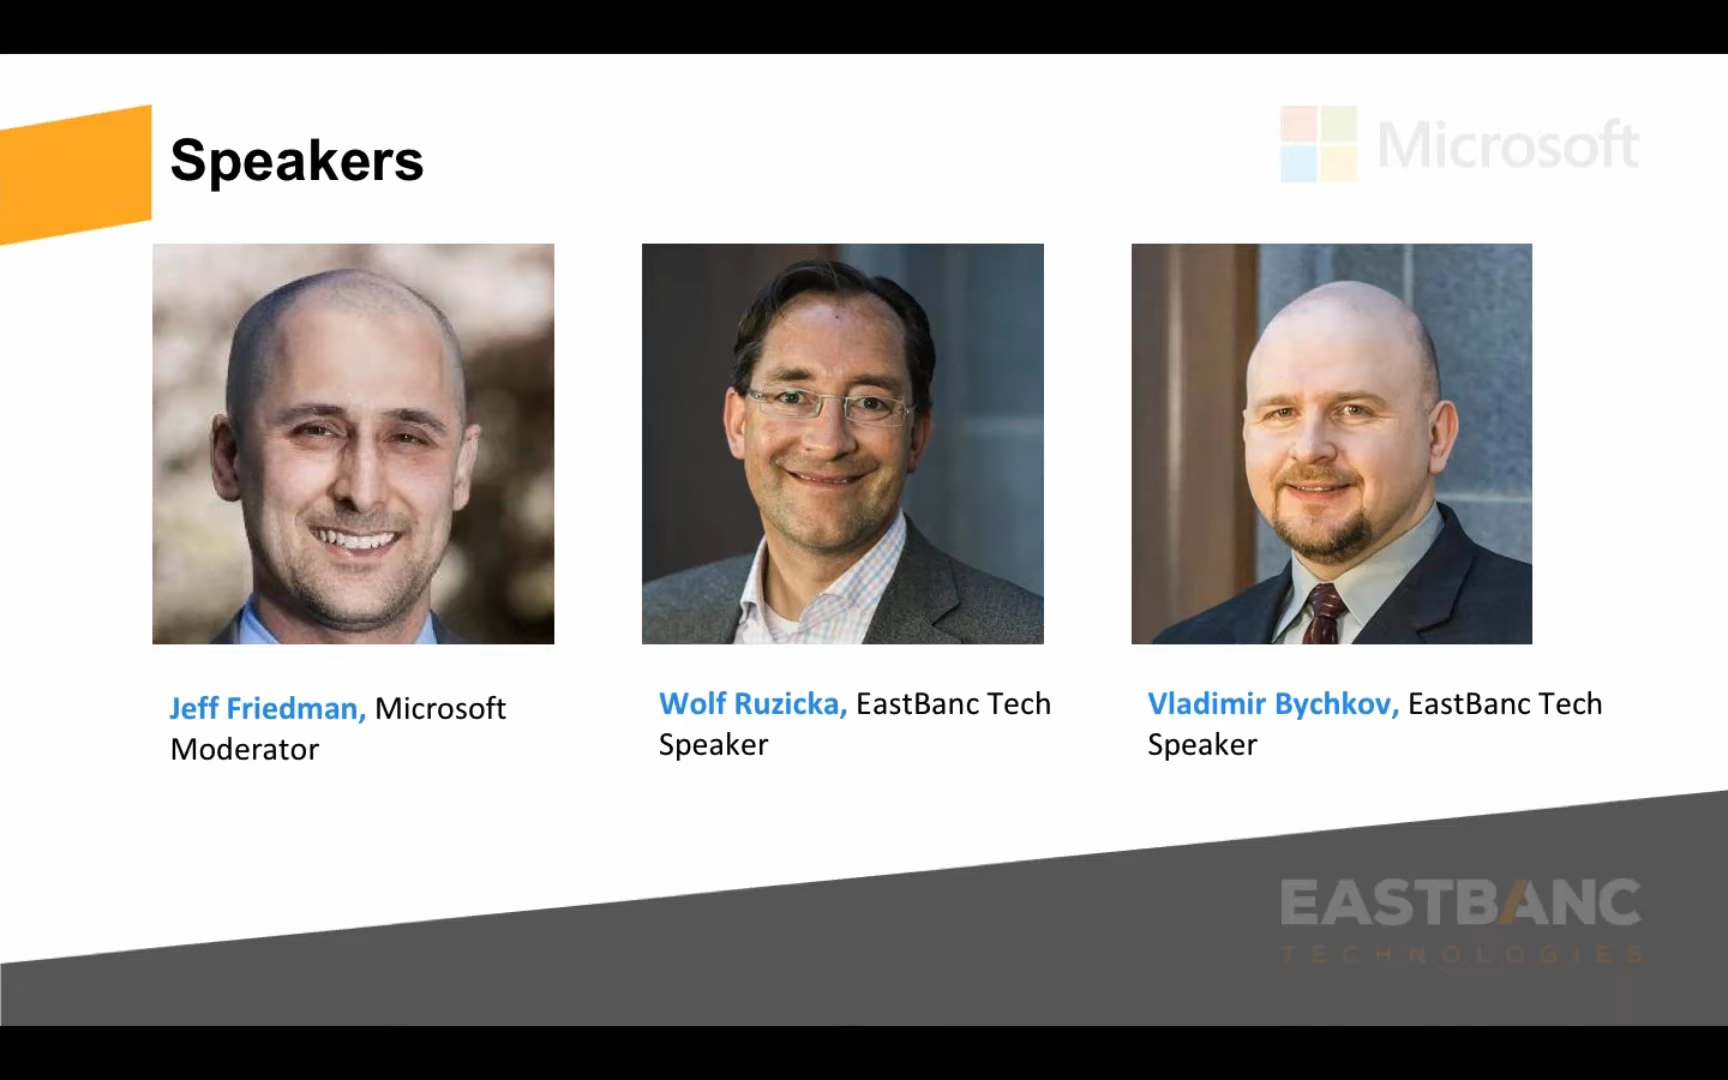 Speakers
Microsoft
Jeff Friedman, Microsoft
Moderator
Wolf Ruzicka, EastBanc Tech
Speaker
Vladimir Bychkov, EastBanc Tech
Speaker
EASTBANC
TECHNOLOGIES